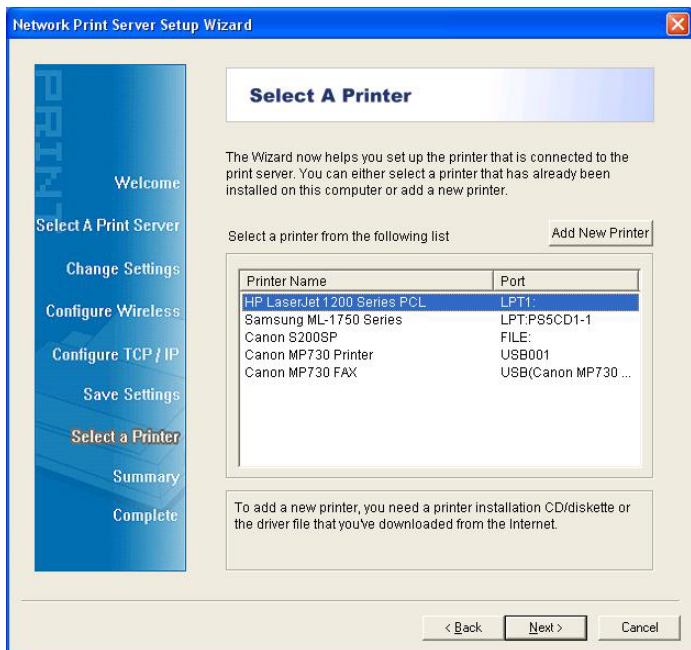 Network Print Server Setup Wizard
PRINT
Welcome
Select A Print Server
Change Settings
Configure Wireless
Configure TCP / IP
Save Settings
Select a Printer
Summary
Complete
Select A Printer
The Wizard now helps you set up the printer that is connected to the
print server. You can either select a printer that has already been
installed on this computer or add a new printer.
Select a printer from the following list
Add New Printer
Printer Name Port
HP LaserJet 1200 Series PCL LPT1:
Samsung ML-1750 Series LPT:PS5CD1-1
Canon S200SP FILE:
Canon MP730 Printer USB001
Canon MP730 FAX USB(Canon MP730 ...
To add a new printer, you need a printer installation CD/diskette or
the driver file that you've downloaded from the Internet.
< Back Next > Cancel